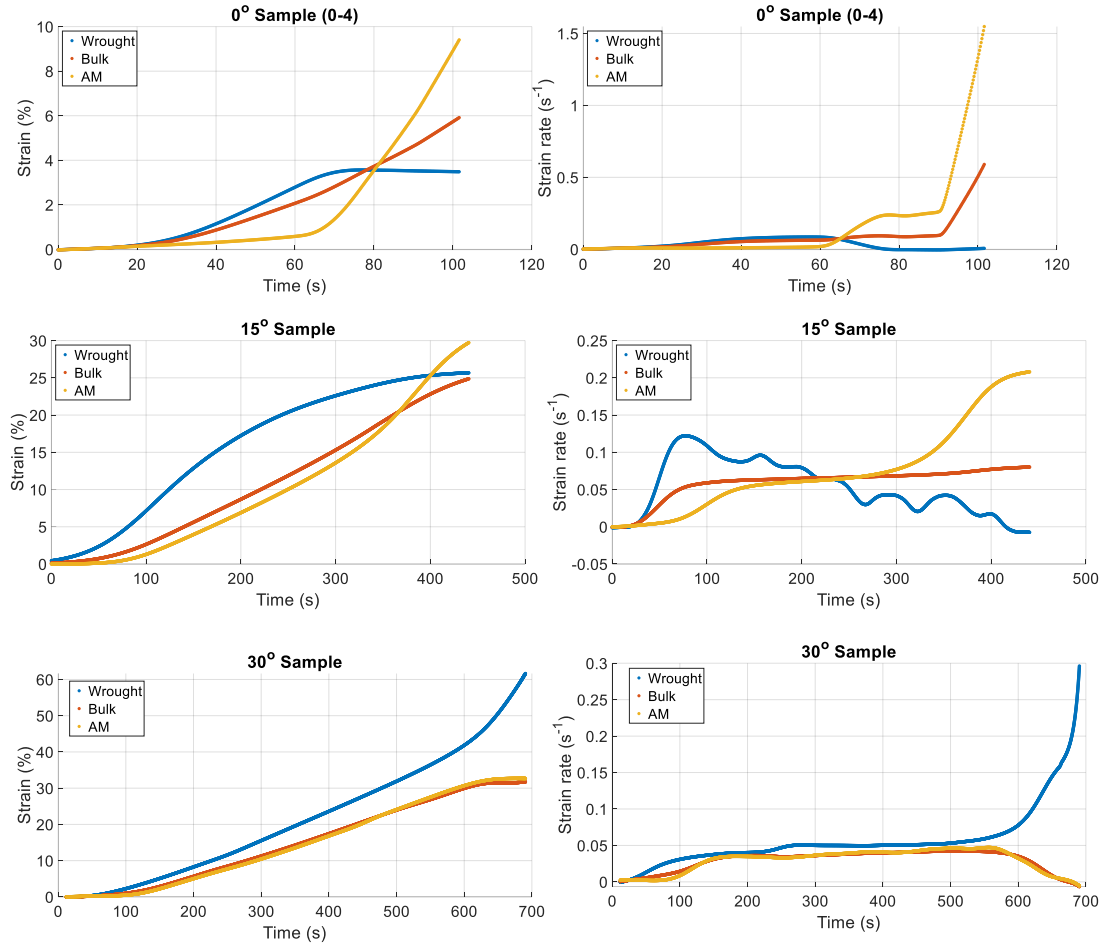 0o Sample (0-4)
Strain (%)
10
8
6
4
2
0
Wrought
Bulk
AM
0 20 40 60 80 100 120
Time (s)
0o Sample (0-4)
Strain rate (s-1)
1.5
1
0.5
0
Wrought
Bulk
AM
0 20 40 60 80 100 120
Time (s)
15o Sample
Strain (%)
30
25
20
15
10
5
0
Wrought
Bulk
AM
0 100 200 300 400 500
Time (s)
15o Sample
Strain rate (s-1)
0.25
0.2
0.15
0.1
0.05
0
-0.05
Wrought
Bulk
AM
0 100 200 300 400 500
Time (s)
30o Sample
Strain (%)
60
50
40
30
20
10
0
Wrought
Bulk
AM
0 100 200 300 400 500 600 700
Time (s)
30o Sample
Strain rate (s-1)
0.3
0.25
0.2
0.15
0.1
0.05
0
Wrought
Bulk
AM
0 100 200 300 400 500 600 700
Time (s)